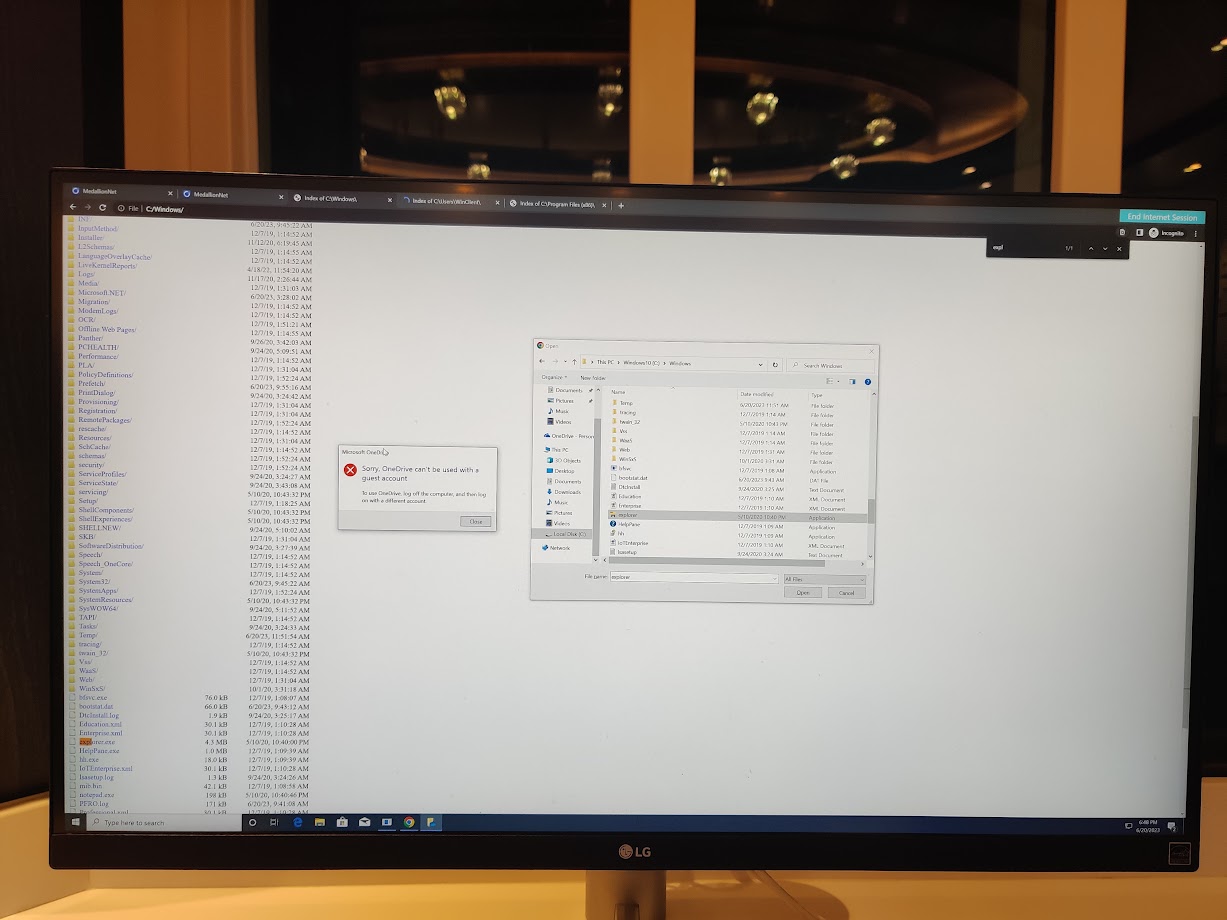 MedallionNet
MedallionNet
Index of C:\Windows\
Index of C:\Users\WinClient\
Index of C:\Program Files (x86)\
File | C:/Windows/
End Internet Session
Incognito
expl 1/1
INF/ 6/20/23, 9:45:22 AM
InputMethod/ 12/7/19, 1:14:52 AM
Installer/ 11/12/20, 6:19:45 AM
L2Schemas/ 12/7/19, 1:14:55 AM
LanguageOverlayCache/ 12/7/19, 1:14:52 AM
LiveKernelReports/ 4/18/22, 11:54:20 AM
Logs/ 11/17/20, 2:26:44 AM
Media/ 12/7/19, 1:31:03 AM
Microsoft.NET/ 6/20/23, 3:28:02 AM
Migration/ 12/7/19, 1:14:52 AM
ModemLogs/ 12/7/19, 1:14:52 AM
OCR/ 12/7/19, 1:51:21 AM
Offline Web Pages/ 12/7/19, 1:14:55 AM
Panther/ 9/26/20, 3:42:03 AM
PCHEALTH/ 9/24/20, 5:09:51 AM
Performance/ 12/7/19, 1:14:52 AM
PLA/ 12/7/19, 1:31:04 AM
PolicyDefinitions/ 12/7/19, 1:52:24 AM
Prefetch/ 6/20/23, 9:55:16 AM
PrintDialog/ 9/24/20, 3:24:42 AM
Provisioning/ 12/7/19, 1:31:04 AM
Registration/ 12/7/19, 1:31:04 AM
RemotePackages/ 12/7/19, 1:52:24 AM
rescache/ 12/7/19, 1:14:52 AM
Resources/ 12/7/19, 1:31:04 AM
SchCache/ 12/7/19, 1:14:52 AM
schemas/ 12/7/19, 1:52:24 AM
security/ 12/7/19, 1:52:24 AM
ServiceProfiles/ 9/24/20, 3:24:27 AM
ServiceState/ 9/24/20, 3:43:08 AM
servicing/ 5/10/20, 10:43:32 PM
Setup/ 12/7/19, 1:18:25 AM
ShellComponents/ 5/10/20, 10:43:32 PM
ShellExperiences/ 5/10/20, 10:43:32 PM
SHELLNEW/ 9/24/20, 5:10:02 AM
SKB/ 12/7/19, 1:31:04 AM
SoftwareDistribution/ 9/24/20, 3:27:39 AM
Speech/ 12/7/19, 1:14:52 AM
Speech_OneCore/ 12/7/19, 1:14:52 AM
System/ 12/7/19, 1:14:52 AM
System32/ 6/20/23, 9:45:22 AM
SystemApps/ 12/7/19, 1:52:24 AM
SystemResources/ 5/10/20, 10:43:32 PM
SysWOW64/ 9/24/20, 5:11:52 AM
TAPI/ 12/7/19, 1:14:52 AM
Tasks/ 9/24/20, 3:24:33 AM
Temp/ 6/20/23, 11:51:54 AM
tracing/ 12/7/19, 1:14:52 AM
twain_32/ 5/10/20, 10:43:32 PM
Vss/ 12/7/19, 1:14:52 AM
WaaS/ 12/7/19, 1:14:52 AM
Web/ 12/7/19, 1:31:04 AM
WinSxS/ 10/1/20, 3:31:18 AM
bfsvc.exe 76.0 kB 12/7/19, 1:08:07 AM
bootstat.dat 66.0 kB 6/20/23, 9:43:12 AM
DtcInstall.log 1.9 kB 9/24/20, 3:25:17 AM
Education.xml 30.1 kB 12/7/19, 1:10:28 AM
Enterprise.xml 30.1 kB 12/7/19, 1:10:28 AM
explorer.exe 4.3 MB 5/10/20, 10:40:00 PM
HelpPane.exe 1.0 MB 12/7/19, 1:09:39 AM
hh.exe 18.0 kB 12/7/19, 1:09:39 AM
IoTEnterprise.xml 30.1 kB 12/7/19, 1:10:28 AM
lsasetup.log 1.3 kB 9/24/20, 3:24:26 AM
mib.bin 42.1 kB 12/7/19, 1:08:58 AM
notepad.exe 198 kB 5/10/20, 10:40:46 PM
PFRO.log 171 kB 6/20/23, 9:41:08 AM
Professional.xml 30.1 kB 12/7/19, 1:10:28 AM
Microsoft OneDrive
Sorry, OneDrive can't be used with a
guest account
To use OneDrive, log off the computer, and then log
on with a different account.
Close
Open
This PC > Windows10 (C:) > Windows
Search Windows
Organize New folder
Documents
Pictures
Music
Videos
OneDrive - Person
This PC
3D Objects
Desktop
Documents
Downloads
Music
Pictures
Videos
Local Disk (C:)
Network
Name Date modified Type
Temp 6/20/2023 11:51 AM File folder
tracing 12/7/2019 1:14 AM File folder
twain_32 5/10/2020 10:43 PM File folder
Vss 12/7/2019 1:14 AM File folder
WaaS 12/7/2019 1:14 AM File folder
Web 12/7/2019 1:31 AM File folder
WinSxS 10/1/2020 3:31 AM File folder
bfsvc 12/7/2019 1:08 AM Application
bootstat.dat 6/20/2023 9:43 AM DAT File
DtcInstall 9/24/2020 3:25 AM Text Document
Education 12/7/2019 1:10 AM XML Document
Enterprise 12/7/2019 1:10 AM XML Document
explorer 5/10/2020 10:40 PM Application
HelpPane 12/7/2019 1:09 AM Application
hh 12/7/2019 1:09 AM Application
IoTEnterprise 12/7/2019 1:10 AM XML Document
lsasetup 9/24/2020 3:24 AM Text Document
File name: explorer
All Files
Open Cancel
Type here to search
6:48 PM
6/20/2023
LG